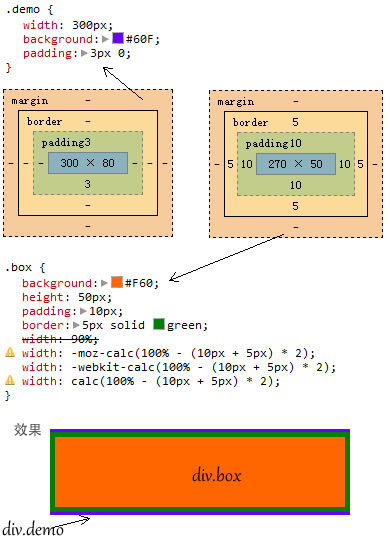 .demo {
width: 300px;
background: #60F;
padding: 3px 0;
}
margin -
border -
padding3
- - - 300 × 80 - - -
3
-
-
margin -
border 5
padding10
- 5 10 270 × 50 10 5 -
10
5
-
.box {
background: #F60;
height: 50px;
padding: 10px;
border: 5px solid green;
width: 90%;
width: -moz-calc(100% - (10px + 5px) * 2);
width: -webkit-calc(100% - (10px + 5px) * 2);
width: calc(100% - (10px + 5px) * 2);
}
效果
div.box
div.demo